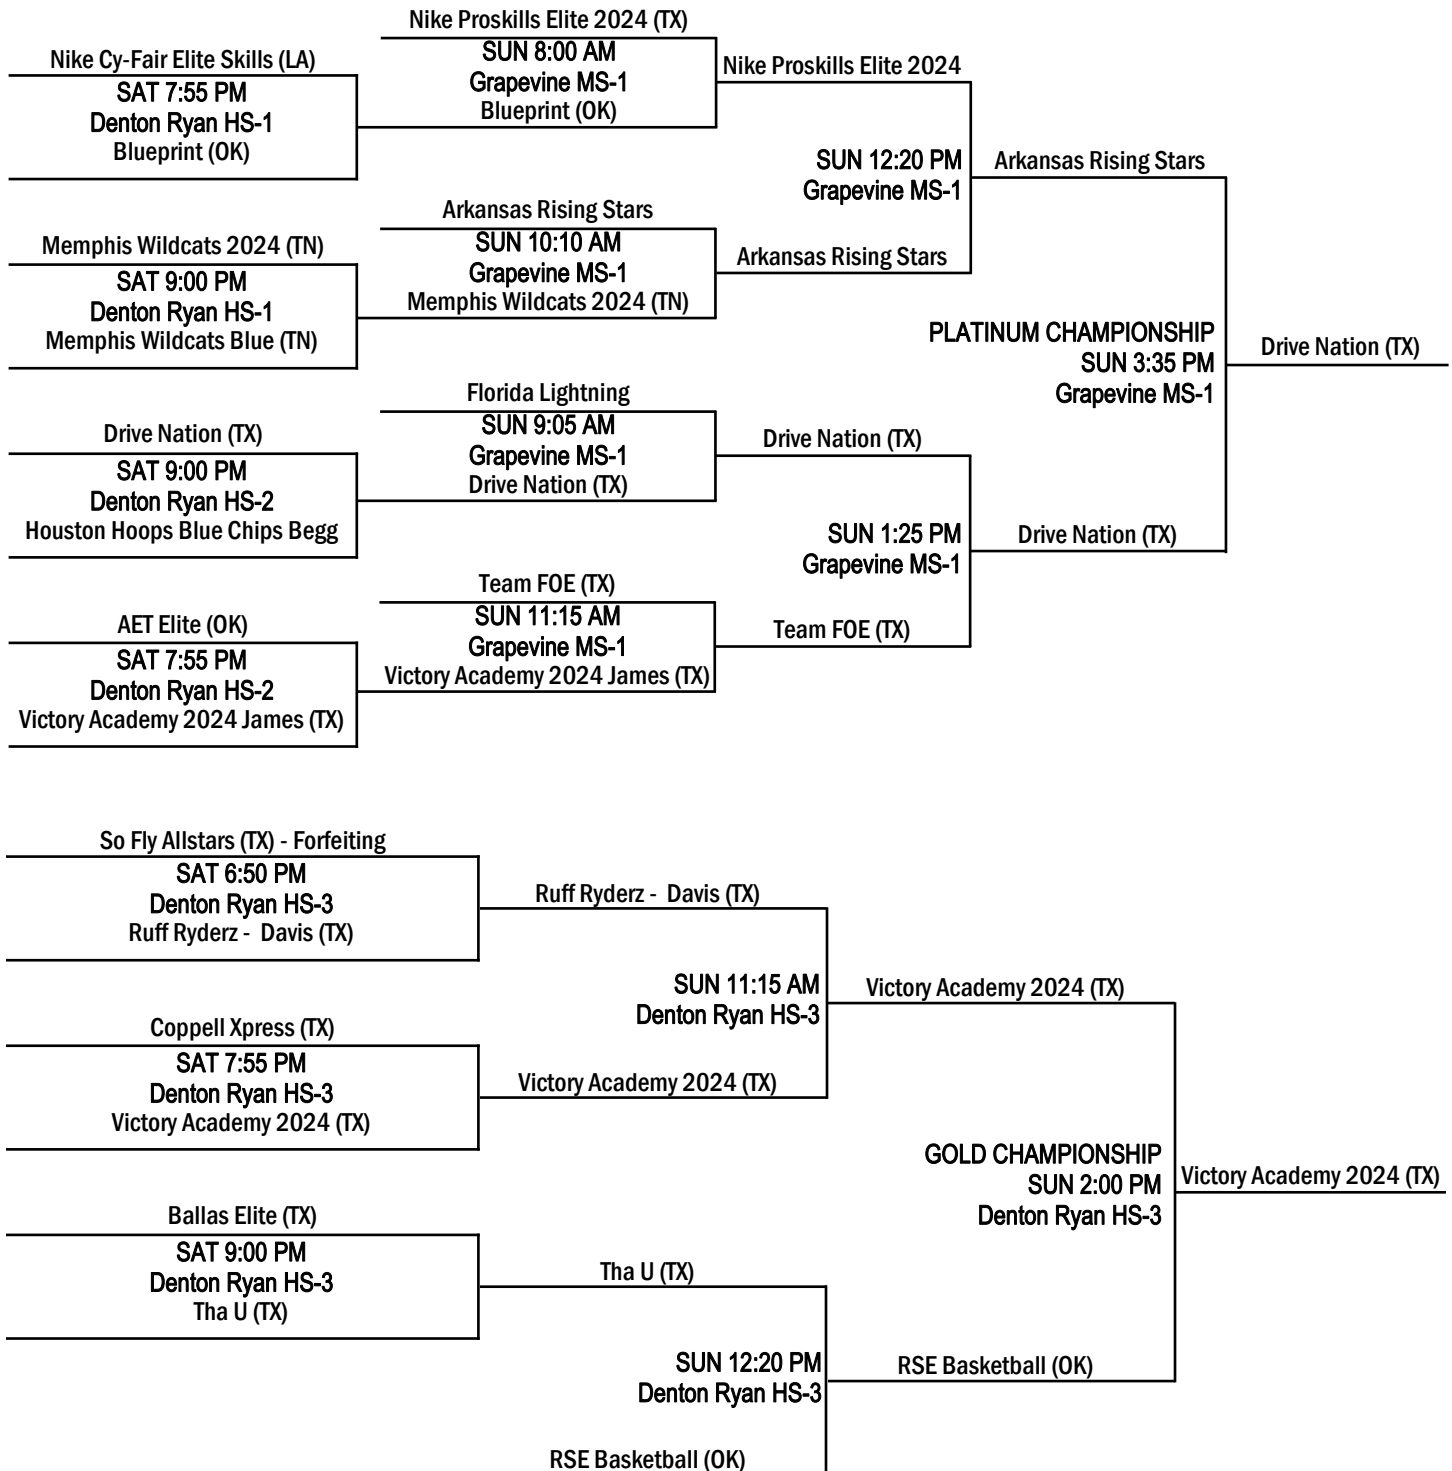 Nike Proskills Elite 2024 (TX)
Nike Cy-Fair Elite Skills (LA)
SUN 8:00 AM
Grapevine MS-1
Blueprint (OK)
Nike Proskills Elite 2024
SAT 7:55 PM
Denton Ryan HS-1
Blueprint (OK)
SUN 12:20 PM
Grapevine MS-1
Arkansas Rising Stars
Arkansas Rising Stars
Memphis Wildcats 2024 (TN)
SUN 10:10 AM
Grapevine MS-1
Memphis Wildcats 2024 (TN)
Arkansas Rising Stars
SAT 9:00 PM
Denton Ryan HS-1
Memphis Wildcats Blue (TN)
PLATINUM CHAMPIONSHIP
SUN 3:35 PM
Grapevine MS-1
Drive Nation (TX)
Florida Lightning
Drive Nation (TX)
SUN 9:05 AM
Grapevine MS-1
Drive Nation (TX)
Drive Nation (TX)
SAT 9:00 PM
Denton Ryan HS-2
Houston Hoops Blue Chips Begg
SUN 1:25 PM
Grapevine MS-1
Drive Nation (TX)
Team FOE (TX)
AET Elite (OK)
SUN 11:15 AM
Grapevine MS-1
Victory Academy 2024 James (TX)
Team FOE (TX)
SAT 7:55 PM
Denton Ryan HS-2
Victory Academy 2024 James (TX)
So Fly Allstars (TX) - Forfeiting
SAT 6:50 PM
Denton Ryan HS-3
Ruff Ryderz -  Davis (TX)
Ruff Ryderz -  Davis (TX)
SUN 11:15 AM
Denton Ryan HS-3
Victory Academy 2024 (TX)
Coppell Xpress (TX)
SAT 7:55 PM
Denton Ryan HS-3
Victory Academy 2024 (TX)
Victory Academy 2024 (TX)
GOLD CHAMPIONSHIP
SUN 2:00 PM
Denton Ryan HS-3
Victory Academy 2024 (TX)
Ballas Elite (TX)
SAT 9:00 PM
Denton Ryan HS-3
Tha U (TX)
Tha U (TX)
SUN 12:20 PM
Denton Ryan HS-3
RSE Basketball (OK)
RSE Basketball (OK)